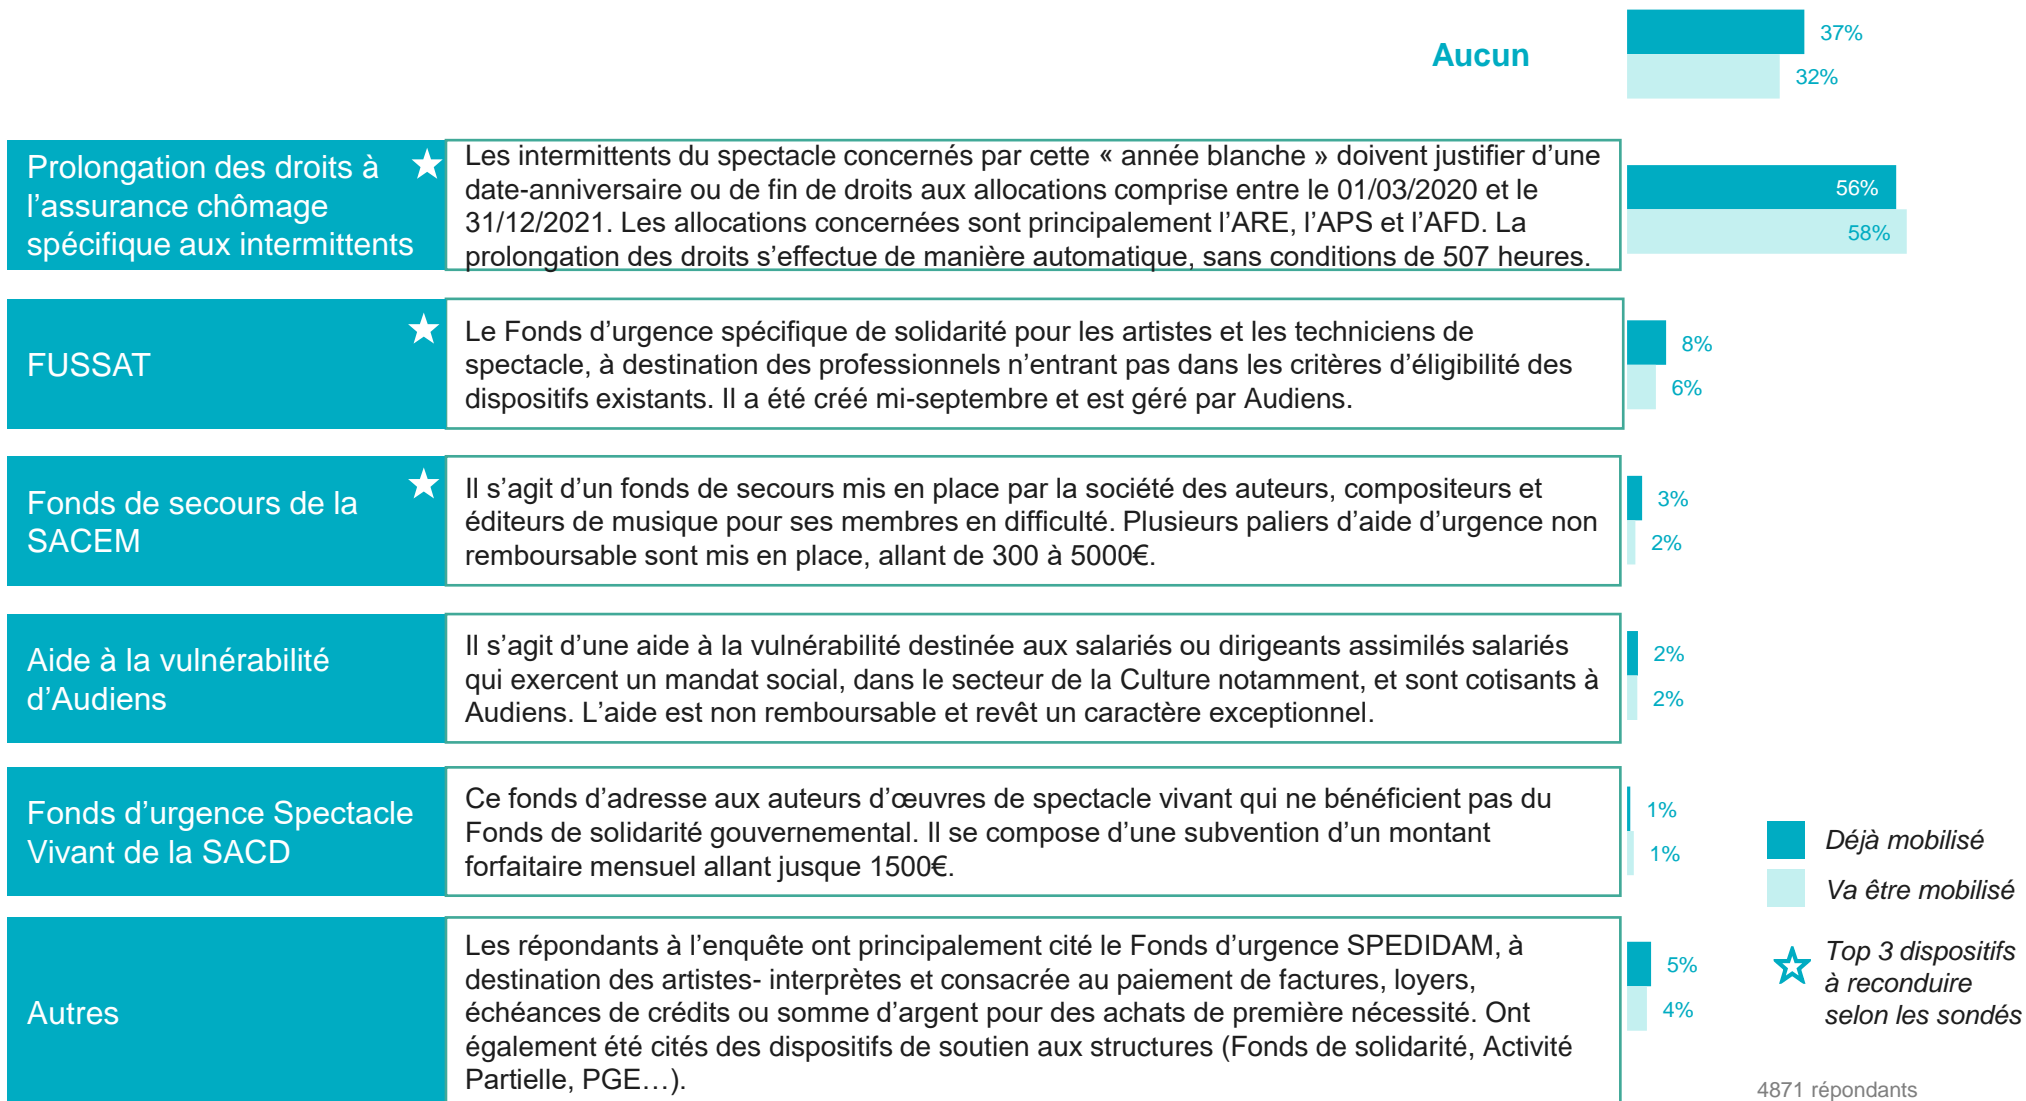 Aucun
37%
32%
Prolongation des droits à
l’assurance chômage
spécifique aux intermittents
Les intermittents du spectacle concernés par cette « année blanche » doivent justifier d’une
date-anniversaire ou de fin de droits aux allocations comprise entre le 01/03/2020 et le
31/12/2021. Les allocations concernées sont principalement l’ARE, l’APS et l’AFD. La
prolongation des droits s’effectue de manière automatique, sans conditions de 507 heures.
56%
58%
FUSSAT
Le Fonds d’urgence spécifique de solidarité pour les artistes et les techniciens de
spectacle, à destination des professionnels n’entrant pas dans les critères d’éligibilité des
dispositifs existants. Il a été créé mi-septembre et est géré par Audiens.
8%
6%
Fonds de secours de la
SACEM
Il s’agit d’un fonds de secours mis en place par la société des auteurs, compositeurs et
éditeurs de musique pour ses membres en difficulté. Plusieurs paliers d’aide d’urgence non
remboursable sont mis en place, allant de 300 à 5000€.
3%
2%
Aide à la vulnérabilité
d’Audiens
Il s’agit d’une aide à la vulnérabilité destinée aux salariés ou dirigeants assimilés salariés
qui exercent un mandat social, dans le secteur de la Culture notamment, et sont cotisants à
Audiens. L’aide est non remboursable et revêt un caractère exceptionnel.
2%
2%
Fonds d’urgence Spectacle
Vivant de la SACD
Ce fonds d’adresse aux auteurs d’œuvres de spectacle vivant qui ne bénéficient pas du
Fonds de solidarité gouvernemental. Il se compose d’une subvention d’un montant
forfaitaire mensuel allant jusque 1500€.
1%
1%
Autres
Les répondants à l’enquête ont principalement cité le Fonds d’urgence SPEDIDAM, à
destination des artistes- interprètes et consacrée au paiement de factures, loyers,
échéances de crédits ou somme d’argent pour des achats de première nécessité. Ont
également été cités des dispositifs de soutien aux structures (Fonds de solidarité, Activité
Partielle, PGE…).
5%
4%
Déjà mobilisé
Va être mobilisé
Top 3 dispositifs
à reconduire
selon les sondés
4871 répondants